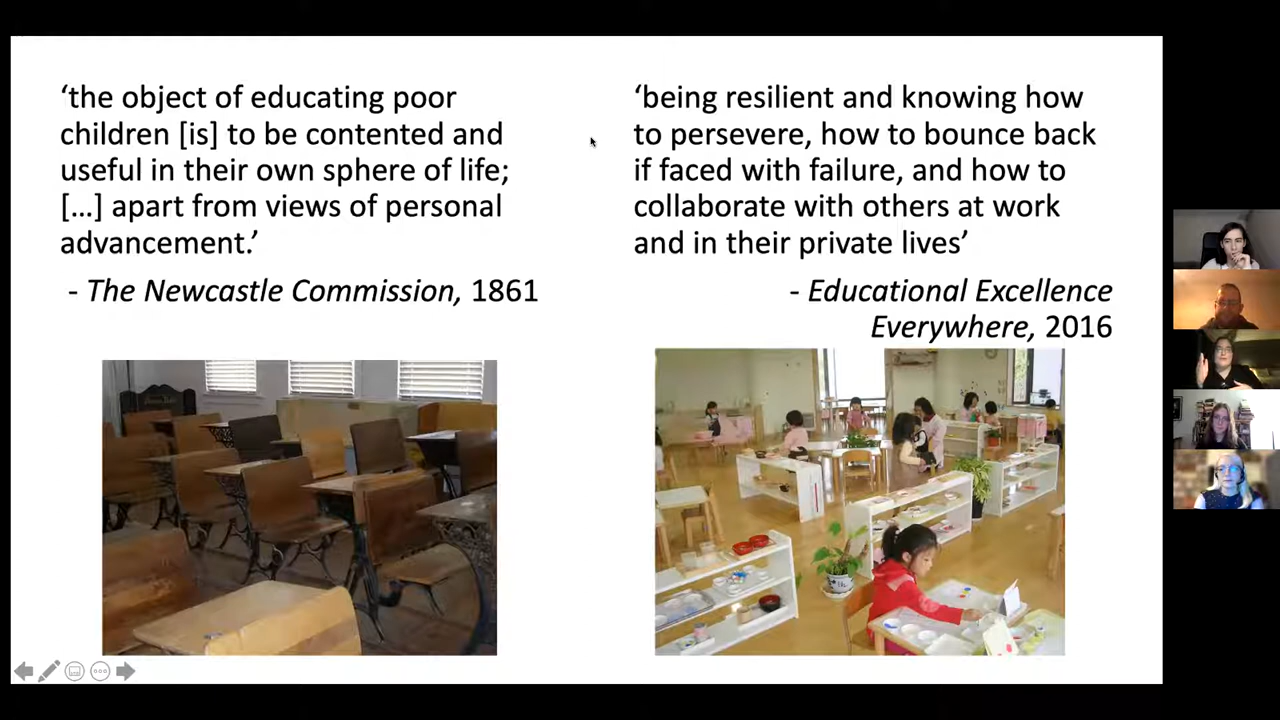 ‘the object of educating poor
children [is] to be contented and
useful in their own sphere of life;
[…] apart from views of personal
advancement.’
- The Newcastle Commission, 1861
‘being resilient and knowing how
to persevere, how to bounce back
if faced with failure, and how to
collaborate with others at work
and in their private lives’
- Educational Excellence
Everywhere, 2016